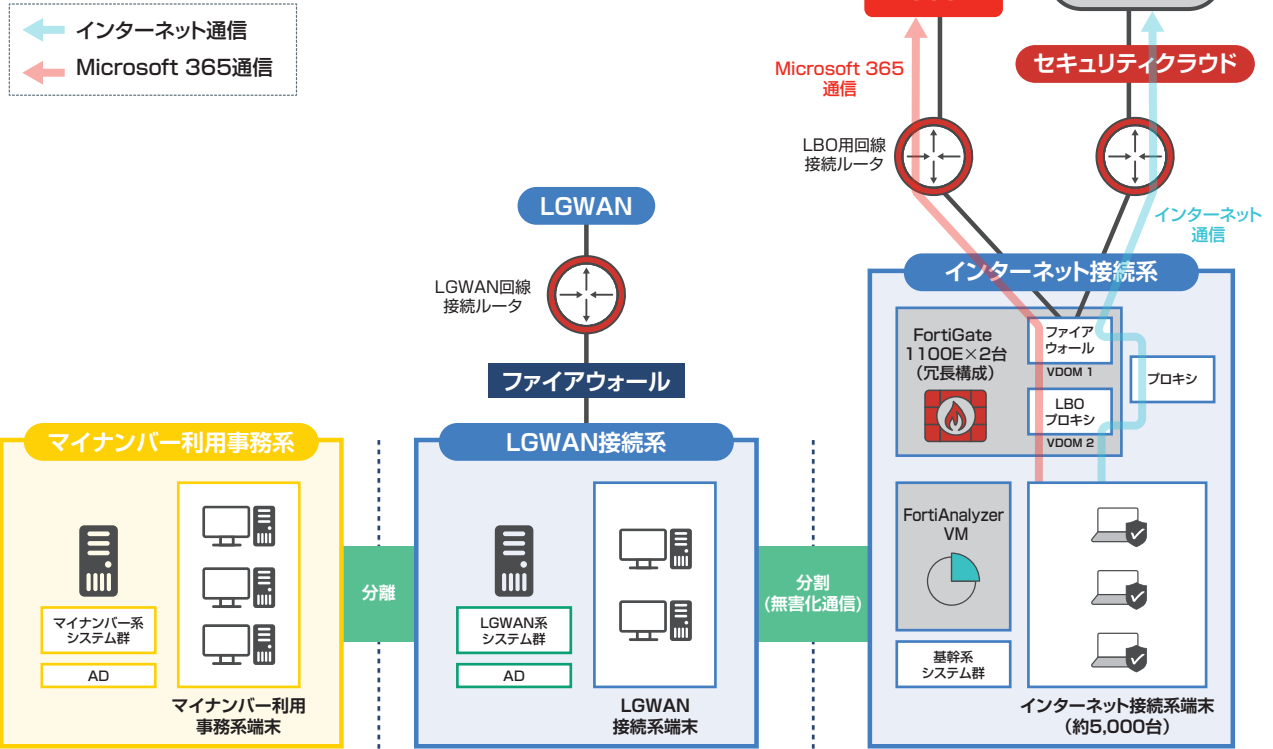 インターネット通信
Microsoft 365通信
Microsoft 365
通信
セキュリティクラウド
LBO用回線
接続ルータ
インターネット
通信
LGWAN
LGWAN回線
接続ルータ
ファイアウォール
インターネット接続系
FortiGate
1100E×2台
(冗長構成)
ファイア
ウォール
VDOM 1
LBO
プロキシ
VDOM 2
プロキシ
マイナンバー利用事務系
マイナンバー系
システム群
AD
マイナンバー利用
事務系端末
分離
LGWAN接続系
LGWAN系
システム群
AD
LGWAN
接続系端末
分割
(無害化通信)
FortiAnalyzer
VM
基幹系
システム群
インターネット接続系端末
(約5,000台)